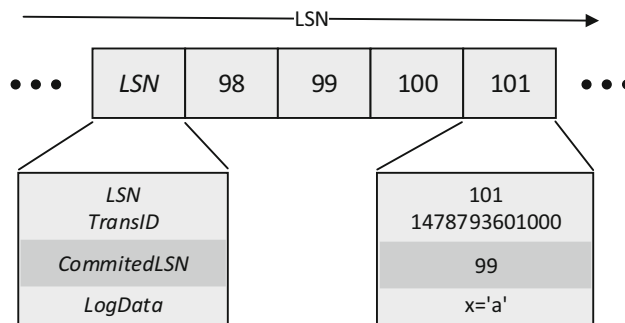 LSN
••• LSN 98 99 100 101 •••
LSN
TransID
CommitedLSN
LogData
101
1478793601000
99
x='a'